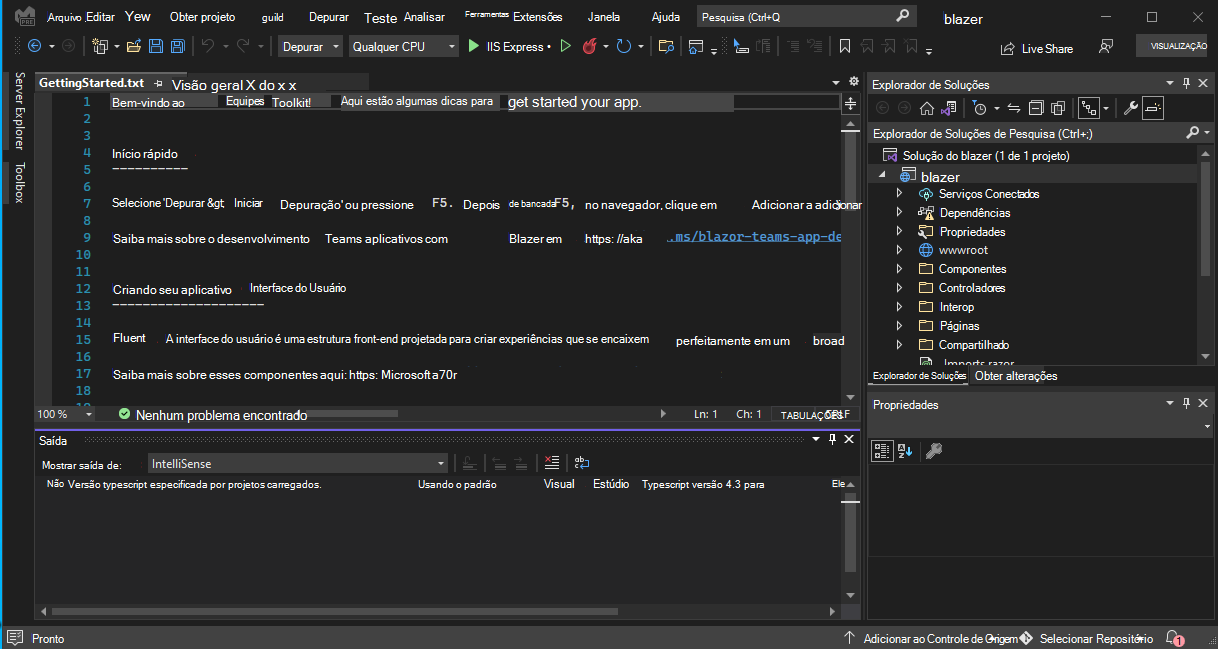 Arquivo Editar Yew Obter projeto guild Depurar Teste Analisar Ferramentas Extensões Janela Ajuda Pesquisa (Ctrl+Q blazer
PRE
Depurar Qualquer CPU IIS Express Live Share VISUALIZAÇÃO
Server Explorer
Toolbox
GettingStarted.txt Visão geral X do x x
1 Bem-vindo ao Equipes Toolkit! Aqui estão algumas dicas para get started your app.
2
3
4 Início rápido
5 ----------
6
7 Selecione 'Depurar &gt Iniciar Depuração' ou pressione F5. Depois de bancada F5, no navegador, clique em Adicionar a adicionar
8
9 Saiba mais sobre o desenvolvimento Teams aplicativos com Blazer em https: //aka .ms/blazor-teams-app-de
10
11
12 Criando seu aplicativo Interface do Usuário
13 --------------------
14
15 Fluent A interface do usuário é uma estrutura front-end projetada para criar experiências que se encaixem perfeitamente em um broad
16
17 Saiba mais sobre esses componentes aqui: https: Microsoft a70r
18
100 % Nenhum problema encontrado Ln: 1 Ch: 1 TABULAÇÕES
Saída
Mostrar saída de: IntelliSense
Não Versão typescript especificada por projetos carregados. Usando o padrão Visual Estúdio Typescript versão 4.3 para Ele
Explorador de Soluções
Explorador de Soluções de Pesquisa (Ctrl+;)
Solução do blazer (1 de 1 projeto)
blazer
Serviços Conectados
Dependências
Propriedades
wwwroot
Componentes
Controladores
Interop
Páginas
Compartilhado
_Imports.razor
Explorador de Soluções Obter alterações
Propriedades
Pronto Adicionar ao Controle de Origem Selecionar Repositório 1